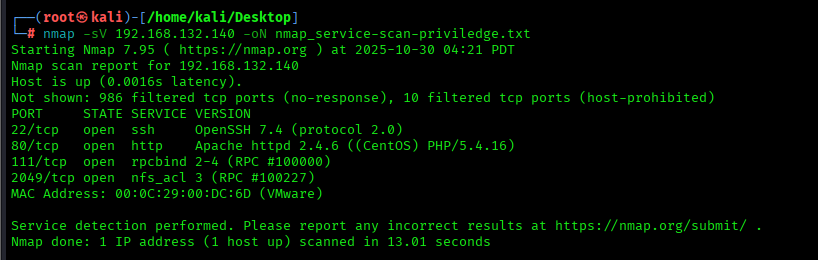 ┌──(root㉿kali)-[/home/kali/Desktop]
└─# nmap -sV 192.168.132.140 -oN nmap_service-scan-priviledge.txt
Starting Nmap 7.95 ( https://nmap.org ) at 2025-10-30 04:21 PDT
Nmap scan report for 192.168.132.140
Host is up (0.0016s latency).
Not shown: 986 filtered tcp ports (no-response), 10 filtered tcp ports (host-prohibited)
PORT     STATE SERVICE VERSION
22/tcp   open  ssh     OpenSSH 7.4 (protocol 2.0)
80/tcp   open  http    Apache httpd 2.4.6 ((CentOS) PHP/5.4.16)
111/tcp  open  rpcbind 2-4 (RPC #100000)
2049/tcp open  nfs_acl 3 (RPC #100227)
MAC Address: 00:0C:29:00:DC:6D (VMware)
Service detection performed. Please report any incorrect results at https://nmap.org/submit/ .
Nmap done: 1 IP address (1 host up) scanned in 13.01 seconds